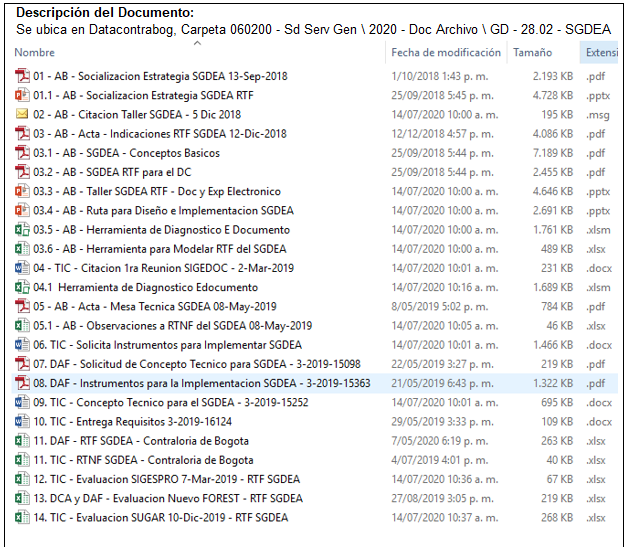 Descripción del Documento:
Se ubica en Datacontrabog, Carpeta 060200 - Sd Serv Gen \ 2020 - Doc Archivo \ GD - 28.02 - SGDEA
Nombre Fecha de modificación Tamaño Extensi
01 - AB - Socialización Estrategia SGDEA 13-Sep-2018 1/10/2018 1:43 p. m. 2.193 KB .pdf
01.1 - AB - Socialización Estrategia SGDEA RTF 25/09/2018 5:45 p. m. 4.728 KB .pptx
02 - AB - Citacion Taller SGDEA - 5 Dic 2018 14/07/2020 10:00 a. m. 195 KB .msg
03 - AB - Acta - Indicaciones RTF SGDEA 12-Dic-2018 12/12/2018 4:57 p. m. 4.086 KB .pdf
03.1 - AB - SGDEA - Conceptos Basicos 25/09/2018 5:44 p. m. 7.189 KB .pdf
03.2 - AB - SGDEA RTF para el DC 25/09/2018 5:44 p. m. 2.455 KB .pdf
03.3 - AB - Taller SGDEA RTF - Doc y Exp Electronico 14/07/2020 10:00 a. m. 4.646 KB .pptx
03.4 - AB - Ruta para Diseño e Implementacion SGDEA 14/07/2020 10:00 a. m. 2.691 KB .pptx
03.5 - AB - Herramienta de Diagnostico E Documento 14/07/2020 10:00 a. m. 1.761 KB .xlsm
03.6 - AB - Herramienta para Modelar RTF del SGDEA 14/07/2020 10:00 a. m. 489 KB .xlsx
04 - TIC - Citacion 1ra Reunion SIGEDOC - 2-Mar-2019 14/07/2020 10:01 a. m. 231 KB .docx
04.1 Herramienta de Diagnostico Edocumento 14/07/2020 10:16 a. m. 1.689 KB .xlsm
05 - AB - Acta - Mesa Tecnica SGDEA 08-May-2019 8/05/2019 5:02 p. m. 784 KB .pdf
05.1 - AB - Observaciones a RTNF del SGDEA 08-May-2019 14/07/2020 10:05 a. m. 46 KB .xlsx
06. TIC - Solicita Instrumentos para Implementar SGDEA 14/07/2020 10:01 a. m. 1.466 KB .docx
07. DAF - Solicitud de Concepto Tecnico para SGDEA - 3-2019-15098 22/05/2019 3:27 p. m. 219 KB .pdf
08. DAF - Instrumentos para la Implementacion SGDEA - 3-2019-15363 21/05/2019 6:43 p. m. 1.322 KB .pdf
09. TIC - Concepto Tecnico para el SGDEA - 3-2019-15252 14/07/2020 10:01 a. m. 695 KB .docx
10. TIC - Entrega Requisitos 3-2019-16124 29/05/2019 3:33 p. m. 109 KB .docx
11. DAF - RTF SGDEA - Contraloria de Bogota 7/05/2020 6:19 p. m. 263 KB .xlsx
11. TIC - RTNF SGDEA - Contraloria de Bogota 4/07/2019 4:01 p. m. 40 KB .xlsx
12. TIC - Evaluacion SIGESPRO 7-Mar-2019 - RTF SGDEA 14/07/2020 10:36 a. m. 67 KB .xlsx
13. DCA y DAF - Evaluacion Nuevo FOREST - RTF SGDEA 27/08/2019 3:05 p. m. 219 KB .xlsx
14. TIC - Evaluacion SUGAR 10-Dic-2019 - RTF SGDEA 14/07/2020 10:37 a. m. 268 KB .xlsx